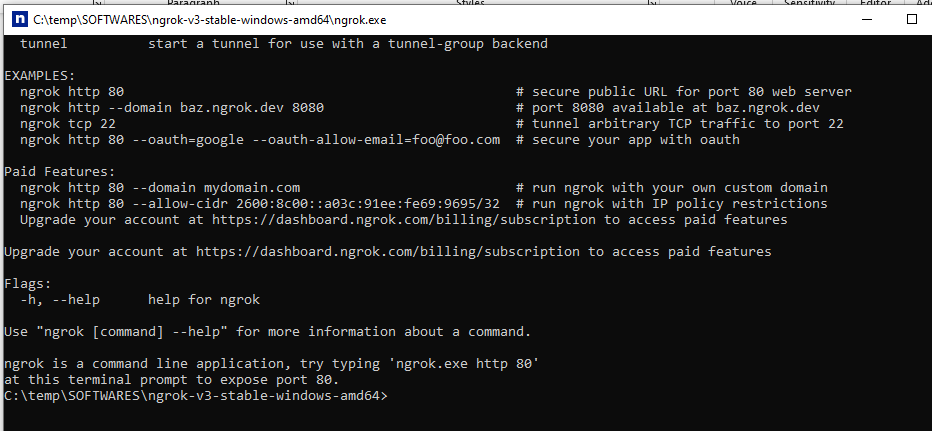 Paragraph Styles Voice Sensitivity Editor
C:\temp\SOFTWARES\ngrok-v3-stable-windows-amd64\ngrok.exe
tunnel start a tunnel for use with a tunnel-group backend
EXAMPLES:
ngrok http 80 # secure public URL for port 80 web server
ngrok http --domain baz.ngrok.dev 8080 # port 8080 available at baz.ngrok.dev
ngrok tcp 22 # tunnel arbitrary TCP traffic to port 22
ngrok http 80 --oauth=google --oauth-allow-email=foo@foo.com # secure your app with oauth
Paid Features:
ngrok http 80 --domain mydomain.com # run ngrok with your own custom domain
ngrok http 80 --allow-cidr 2600:8c00::a03c:91ee:fe69:9695/32 # run ngrok with IP policy restrictions
Upgrade your account at https://dashboard.ngrok.com/billing/subscription to access paid features
Upgrade your account at https://dashboard.ngrok.com/billing/subscription to access paid features
Flags:
-h, --help help for ngrok
Use "ngrok [command] --help" for more information about a command.
ngrok is a command line application, try typing 'ngrok.exe http 80'
at this terminal prompt to expose port 80.
C:\temp\SOFTWARES\ngrok-v3-stable-windows-amd64>